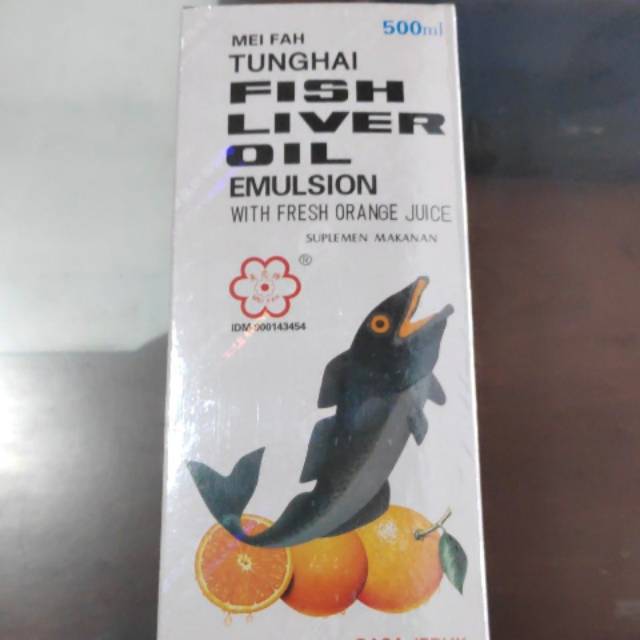 500ml
MEI FAH
TUNGHAI
FISH
LIVER
OIL
EMULSION
WITH FRESH ORANGE JUICE
SUPLEMEN MAKANAN
®
IDM 000143454